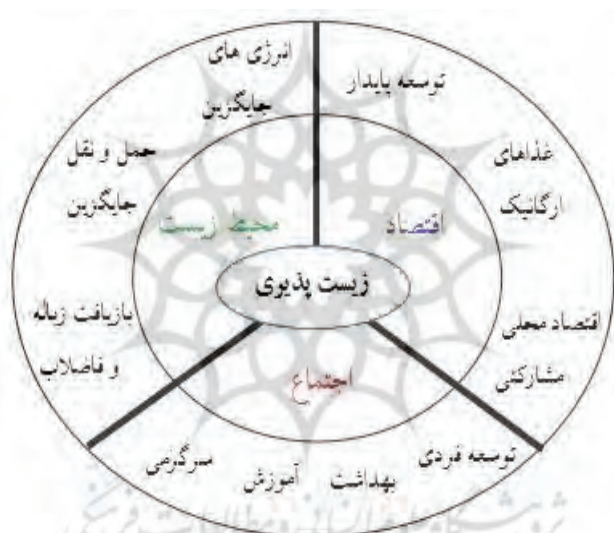 انرژی های
جایگزین
توسعه پایدار
حمل و نقل
جایگزین
غذاهای
ارگانیک
محیط زیست
اقتصاد
زیست پذیری
بازیافت زباله
و فاضلاب
اقتصاد محلی
مشارکتی
اجتماع
توسعه فردی
بهداشت
آموزش
سرگرمی